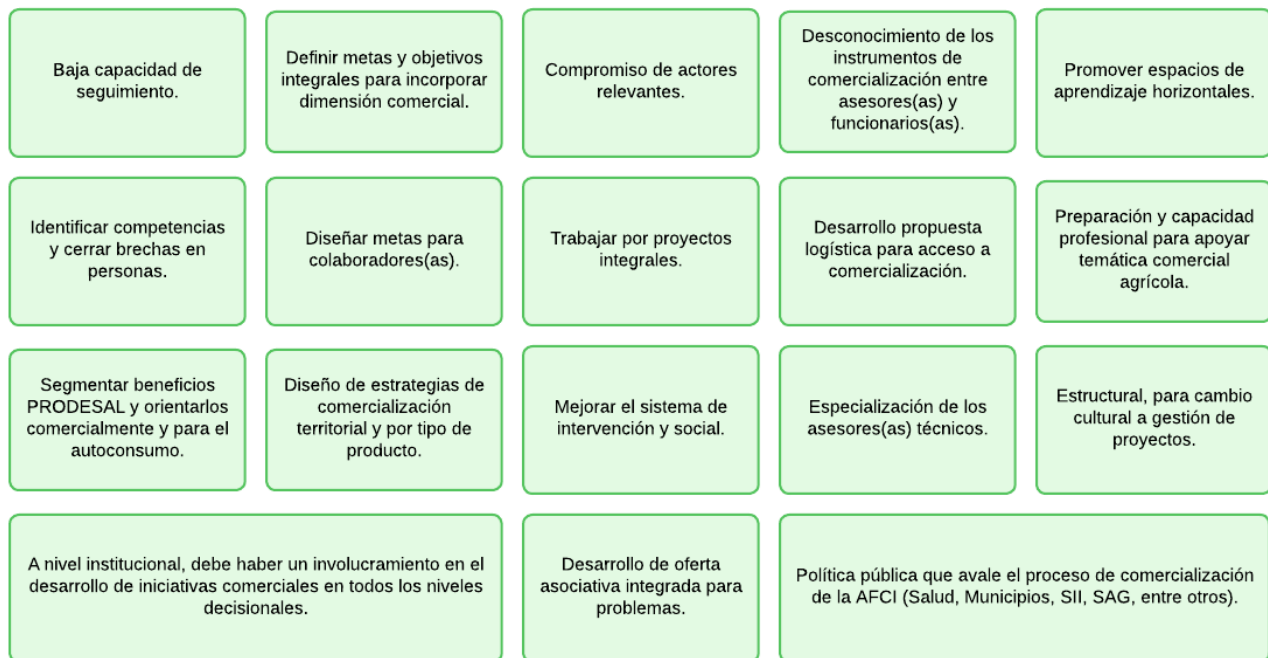 Baja capacidad de
seguimiento.
Definir metas y objetivos
integrales para incorporar
dimensión comercial.
Compromiso de actores
relevantes.
Desconocimiento de los
instrumentos de
comercialización entre
asesores(as) y
funcionarios(as).
Promover espacios de
aprendizaje horizontales.
Identificar competencias
y cerrar brechas en
personas.
Diseñar metas para
colaboradores(as).
Trabajar por proyectos
integrales.
Desarrollo propuesta
logística para acceso a
comercialización.
Preparación y capacidad
profesional para apoyar
temática comercial
agrícola.
Segmentar beneficios
PRODESAL y orientarlos
comercialmente y para el
autoconsumo.
Diseño de estrategias de
comercialización
territorial y por tipo de
producto.
Mejorar el sistema de
intervención y social.
Especialización de los
asesores(as) técnicos.
Estructural, para cambio
cultural a gestión de
proyectos.
A nivel institucional, debe haber un involucramiento en el
desarrollo de iniciativas comerciales en todos los niveles
decisionales.
Desarrollo de oferta
asociativa integrada para
problemas.
Política pública que avale el proceso de comercialización
de la AFCI (Salud, Municipios, SII, SAG, entre otros).